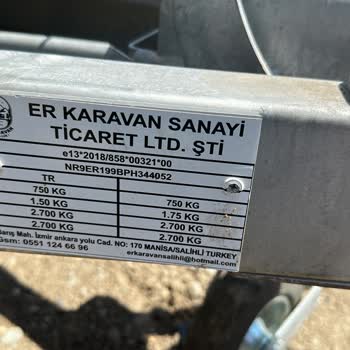 ER KARAVAN SANAYİ
TİCARET LTD. ŞTİ
e13*2018/858*00321*00
NR9ER199BPH344052
TR
750 KG 750 KG
1.50 KG 1.75 KG
2.700 KG 2.700 KG
2.700 KG 2.700 KG
arış Mah. İzmir ankara yolu Cad. NO: 170 MANİSA/SALİHLİ TURKEY
Gsm: 0551 124 66 96 erkaravansalihli@hotmail.com